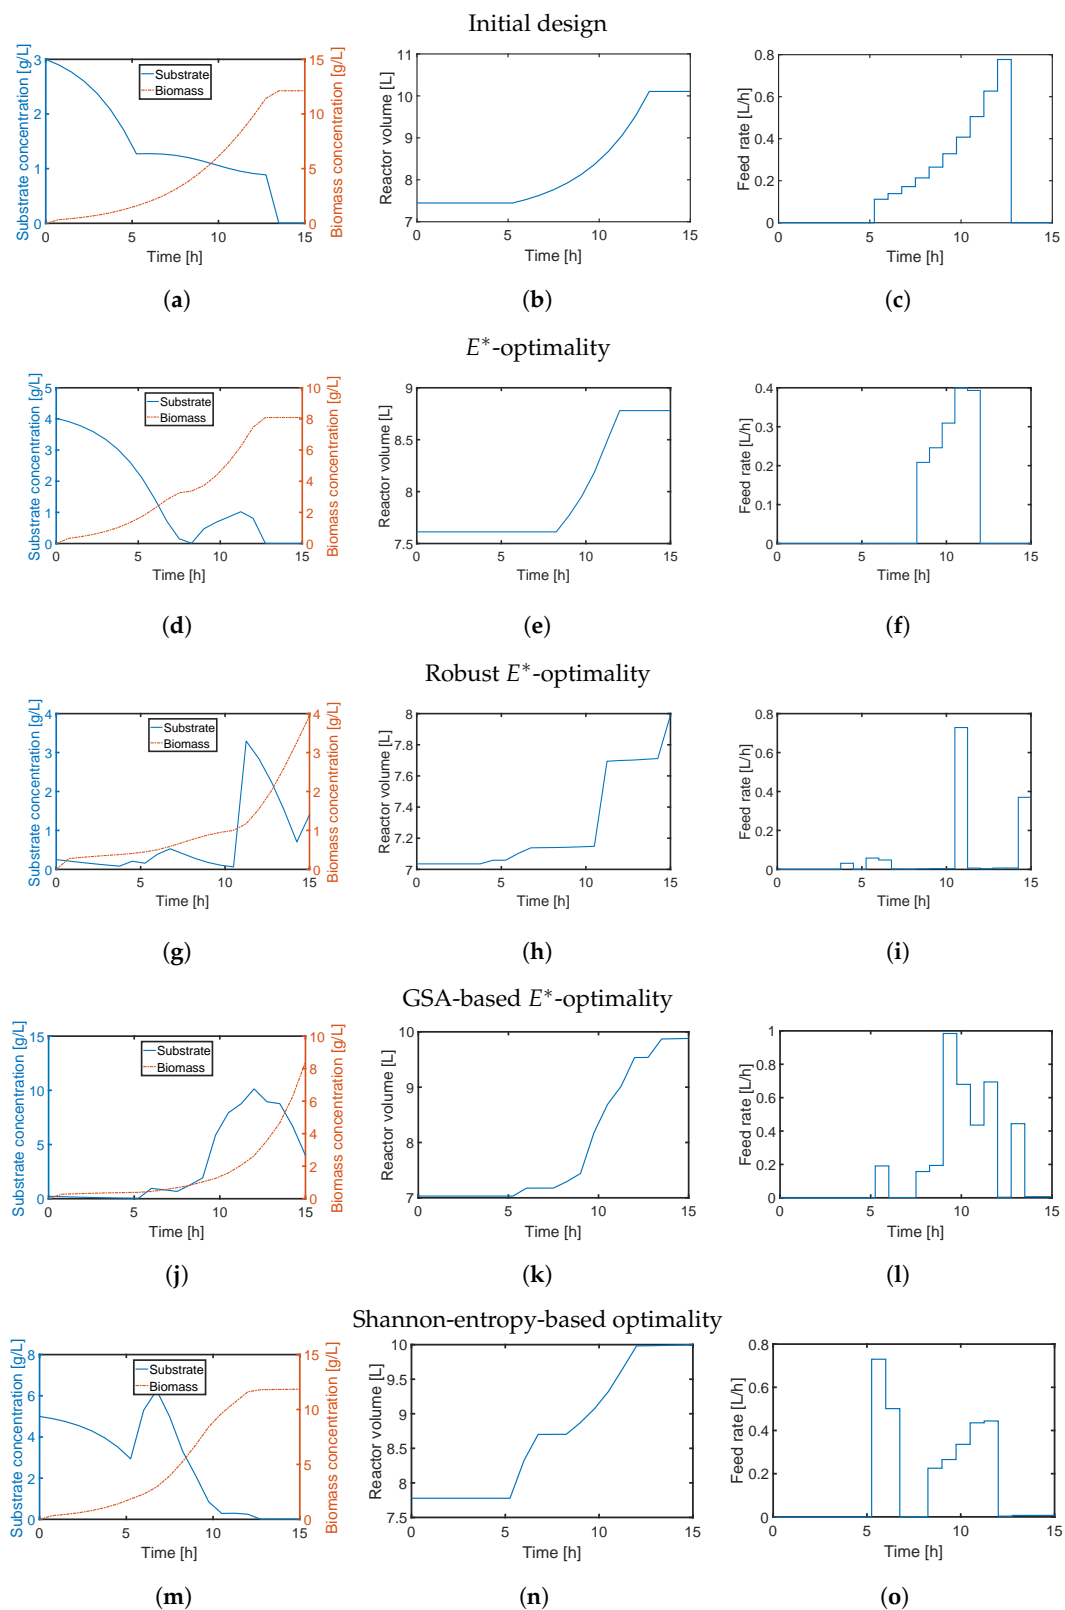 Initial design
Substrate concentration [g/L]
3
2
1
0
Substrate
Biomass
15
10
5
0
Biomass concentration [g/L]
0 5 10 15
Time [h]
Reactor volume [L]
11
10
9
8
7
0 5 10 15
Time [h]
Feed rate [L/h]
0.8
0.6
0.4
0.2
0
0 5 10 15
Time [h]
(a) (b) (c)
E*-optimality
Substrate concentration [g/L]
5
4
3
2
1
0
Substrate
Biomass
10
8
6
4
2
0
Biomass concentration [g/L]
0 5 10 15
Time [h]
Reactor volume [L]
9
8.5
8
7.5
0 5 10 15
Time [h]
Feed rate [L/h]
0.4
0.3
0.2
0.1
0
0 5 10 15
Time [h]
(d) (e) (f)
Robust E*-optimality
Substrate concentration [g/L]
4
3
2
1
0
Substrate
Biomass
4
3
2
1
0
Biomass concentration [g/L]
0 5 10 15
Time [h]
Reactor volume [L]
8
7.8
7.6
7.4
7.2
7
0 5 10 15
Time [h]
Feed rate [L/h]
0.8
0.6
0.4
0.2
0
0 5 10 15
Time [h]
(g) (h) (i)
GSA-based E*-optimality
Substrate concentration [g/L]
15
10
5
0
Substrate
Biomass
10
8
6
4
2
0
Biomass concentration [g/L]
0 5 10 15
Time [h]
Reactor volume [L]
10
9
8
7
0 5 10 15
Time [h]
Feed rate [L/h]
1
0.8
0.6
0.4
0.2
0
0 5 10 15
Time [h]
(j) (k) (l)
Shannon-entropy-based optimality
Substrate concentration [g/L]
8
6
4
2
0
Substrate
Biomass
15
10
5
0
Biomass concentration [g/L]
0 5 10 15
Time [h]
Reactor volume [L]
10
9.5
9
8.5
8
7.5
0 5 10 15
Time [h]
Feed rate [L/h]
0.8
0.6
0.4
0.2
0
0 5 10 15
Time [h]
(m) (n) (o)